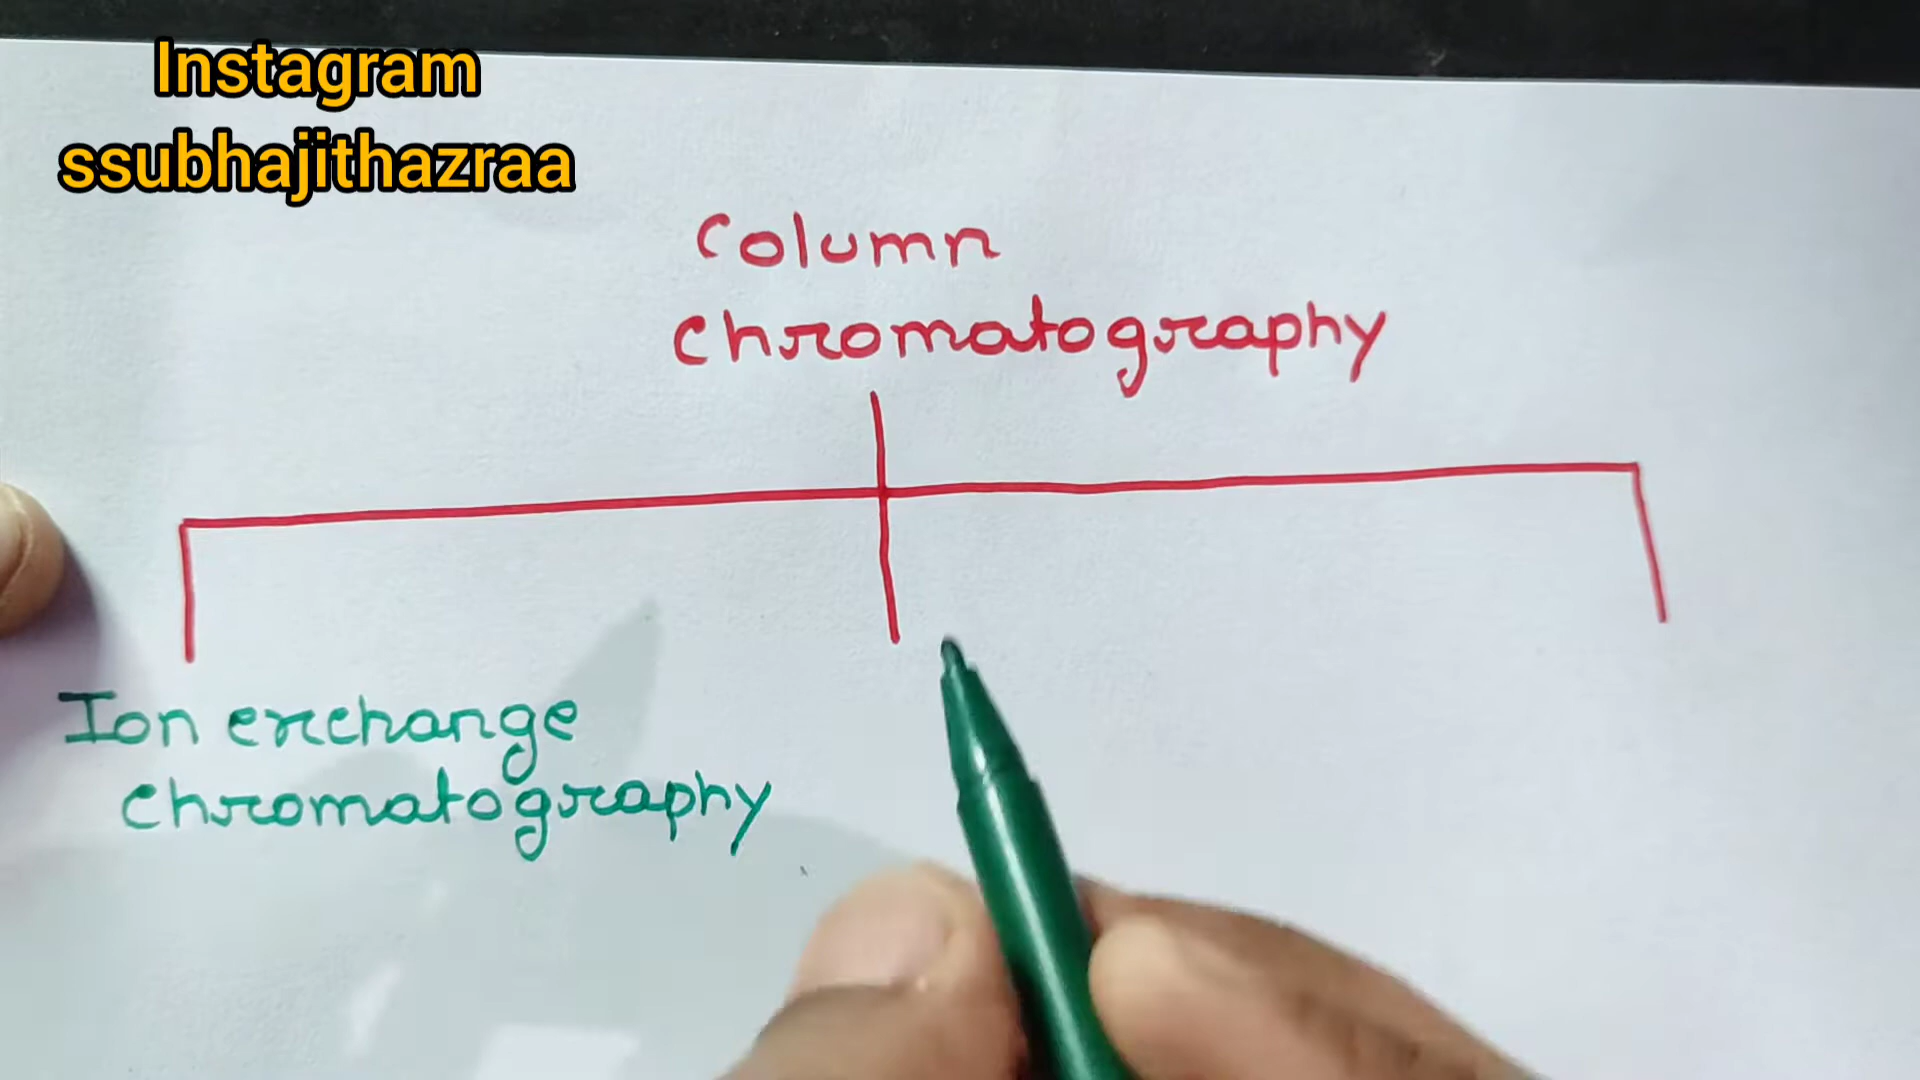 Instagram
ssubhajithazraa
Column
chromatography
Ion exchange
chromatography